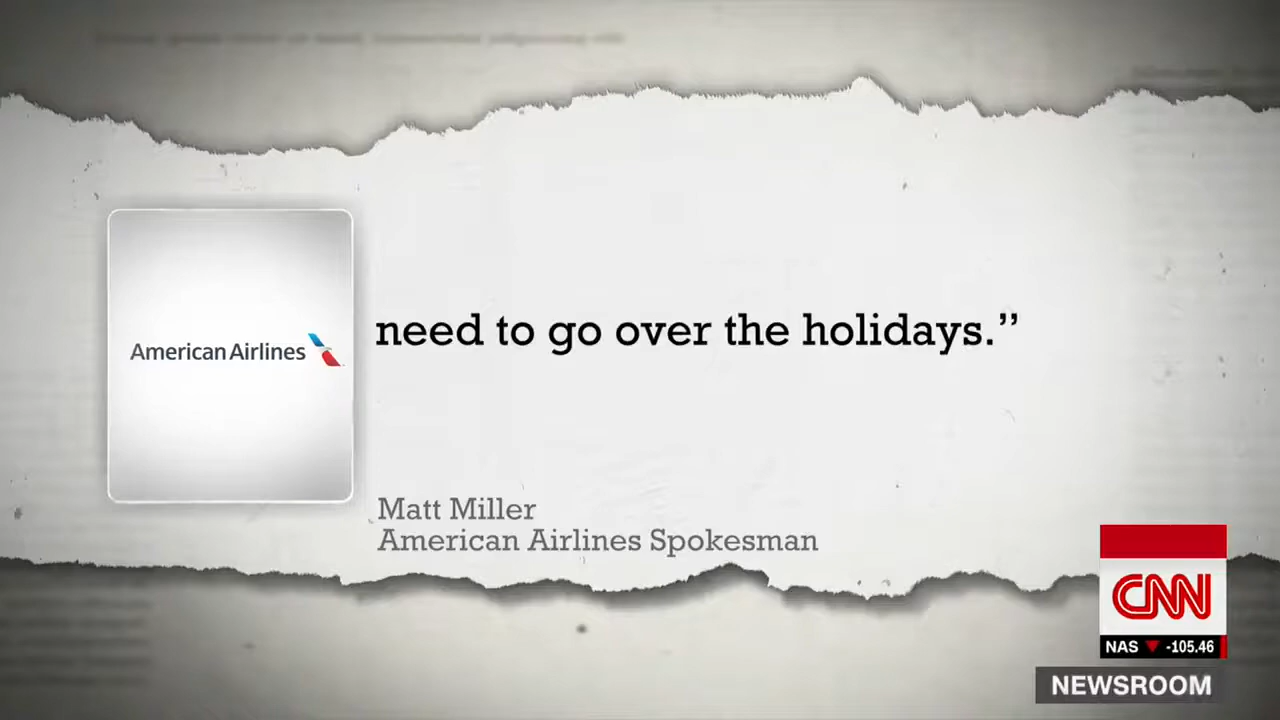 American Airlines
need to go over the holidays.”
Matt Miller
American Airlines Spokesman
CNN
NAS -105.46
NEWSROOM